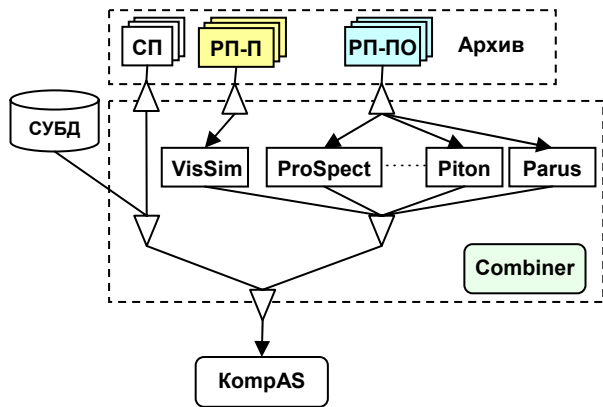 СП
РП-П
РП-ПО
Архив
СУБД
VisSim
ProSpect
Piton
Parus
Combiner
KompAS